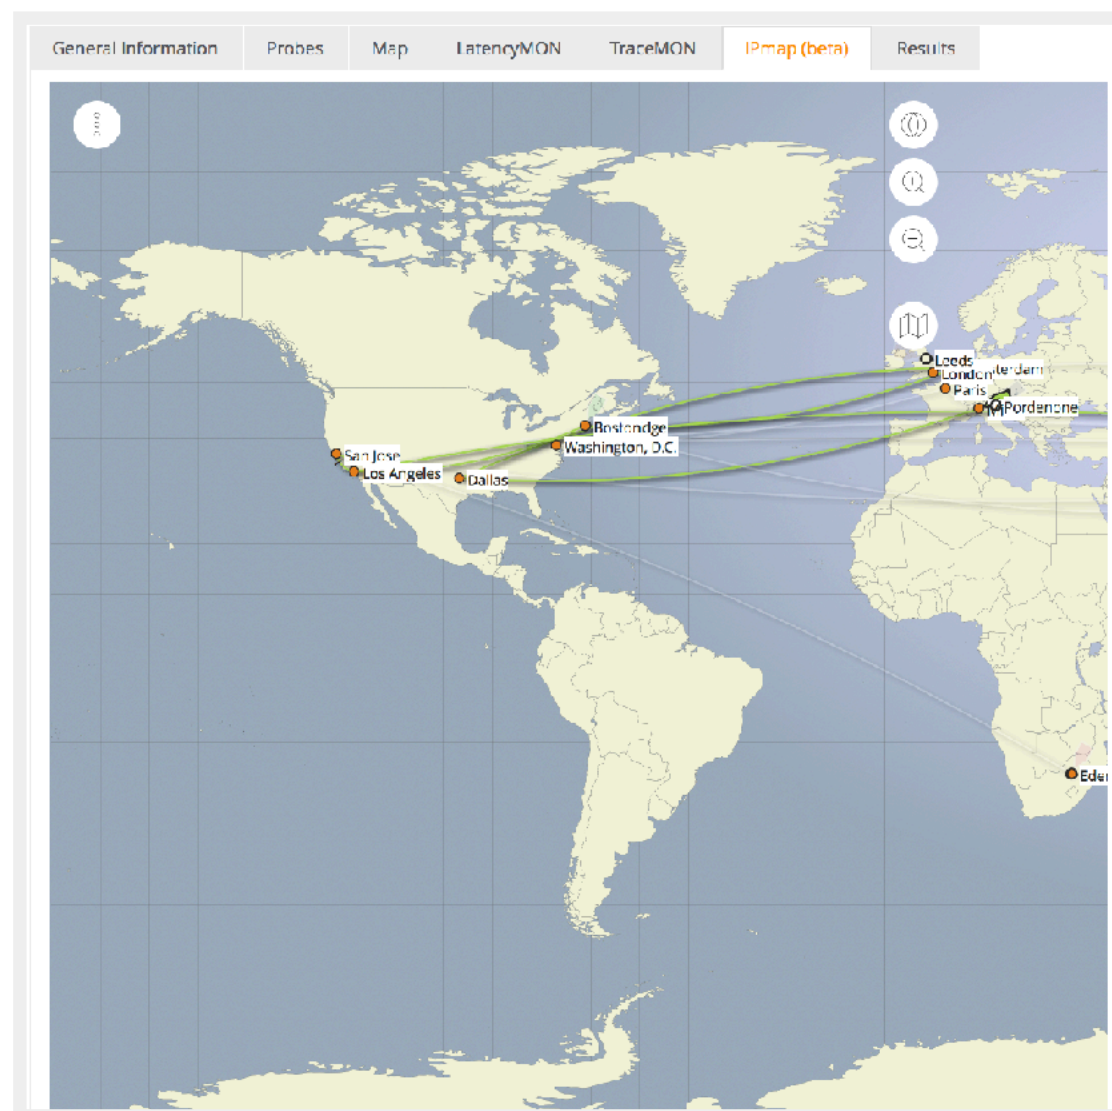 General Information Probes Map LatencyMON TraceMON IPmap (beta) Results
Leeds
London
Paris
Pordenone
Washington, D.C.
San Jose
Los Angeles
Dallas